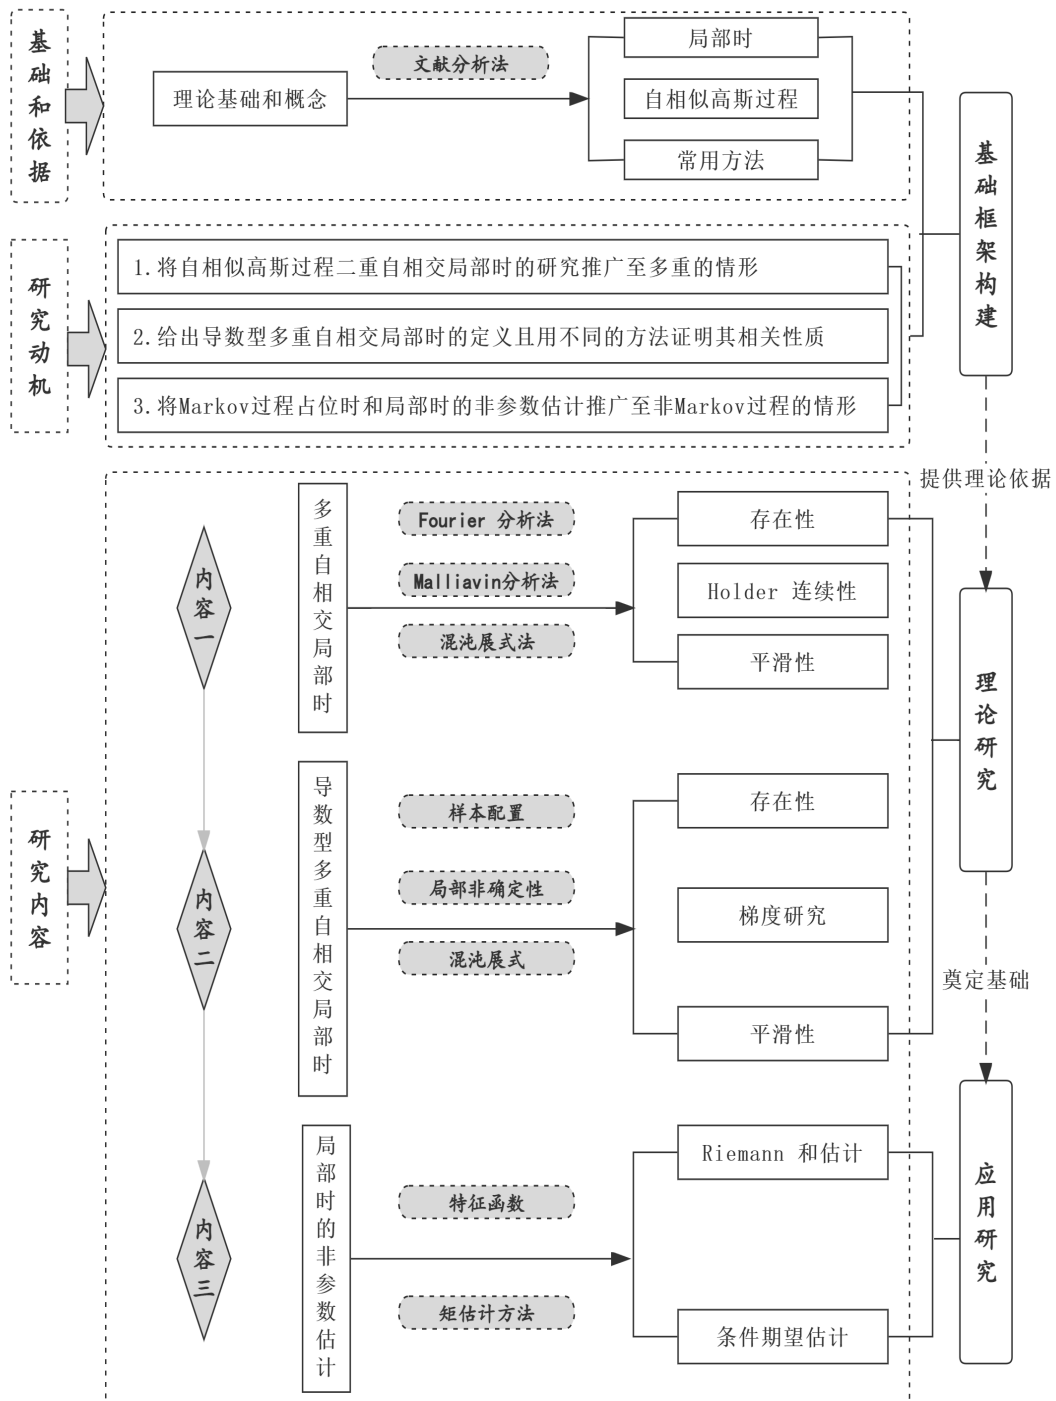 基础和依据
理论基础和概念
文献分析法
局部时
自相似高斯过程
常用方法
基础框架构建
研究动机
1.将自相似高斯过程二重自相交局部时的研究推广至多重的情形
2.给出导数型多重自相交局部时的定义且用不同的方法证明其相关性质
3.将Markov过程占位时和局部时的非参数估计推广至非Markov过程的情形
提供理论依据
研究内容
内容一
多重自相交局部时
Fourier 分析法
Malliavin分析法
混沌展式法
存在性
Holder 连续性
平滑性
理论研究
内容二
导数型多重自相交局部时
样本配置
局部非确定性
混沌展式
存在性
梯度研究
平滑性
奠定基础
内容三
局部时的非参数估计
特征函数
矩估计方法
Riemann 和估计
条件期望估计
应用研究